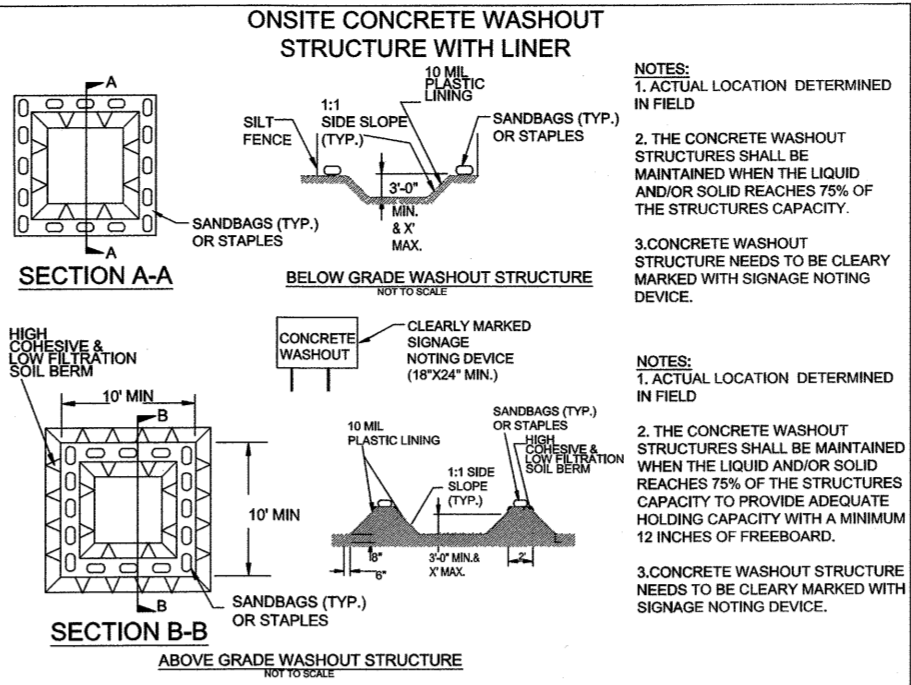 ONSITE CONCRETE WASHOUT
STRUCTURE WITH LINER
A
A
SANDBAGS (TYP.)
OR STAPLES
SECTION A-A
SILT
FENCE
1:1
SIDE SLOPE
(TYP.)
10 MIL
PLASTIC
LINING
SANDBAGS (TYP.)
OR STAPLES
3'-0"
MIN.
& X'
MAX.
BELOW GRADE WASHOUT STRUCTURE
NOT TO SCALE
NOTES:
1. ACTUAL LOCATION DETERMINED
IN FIELD
2. THE CONCRETE WASHOUT
STRUCTURES SHALL BE
MAINTAINED WHEN THE LIQUID
AND/OR SOLID REACHES 75% OF
THE STRUCTURES CAPACITY.
3.CONCRETE WASHOUT
STRUCTURE NEEDS TO BE CLEARY
MARKED WITH SIGNAGE NOTING
DEVICE.
CONCRETE
WASHOUT
CLEARLY MARKED
SIGNAGE
NOTING DEVICE
(18"X24" MIN.)
HIGH
COHESIVE &
LOW FILTRATION
SOIL BERM
10' MIN
B
10' MIN
B
SANDBAGS (TYP.)
OR STAPLES
SECTION B-B
10 MIL
PLASTIC LINING
1:1 SIDE
SLOPE
(TYP.)
SANDBAGS (TYP.)
OR STAPLES
HIGH
COHESIVE &
LOW FILTRATION
SOIL BERM
8"
6"
3'-0" MIN.&
X' MAX.
2'
ABOVE GRADE WASHOUT STRUCTURE
NOT TO SCALE
NOTES:
1. ACTUAL LOCATION DETERMINED
IN FIELD
2. THE CONCRETE WASHOUT
STRUCTURES SHALL BE MAINTAINED
WHEN THE LIQUID AND/OR SOLID
REACHES 75% OF THE STRUCTURES
CAPACITY TO PROVIDE ADEQUATE
HOLDING CAPACITY WITH A MINIMUM
12 INCHES OF FREEBOARD.
3.CONCRETE WASHOUT STRUCTURE
NEEDS TO BE CLEARY MARKED WITH
SIGNAGE NOTING DEVICE.